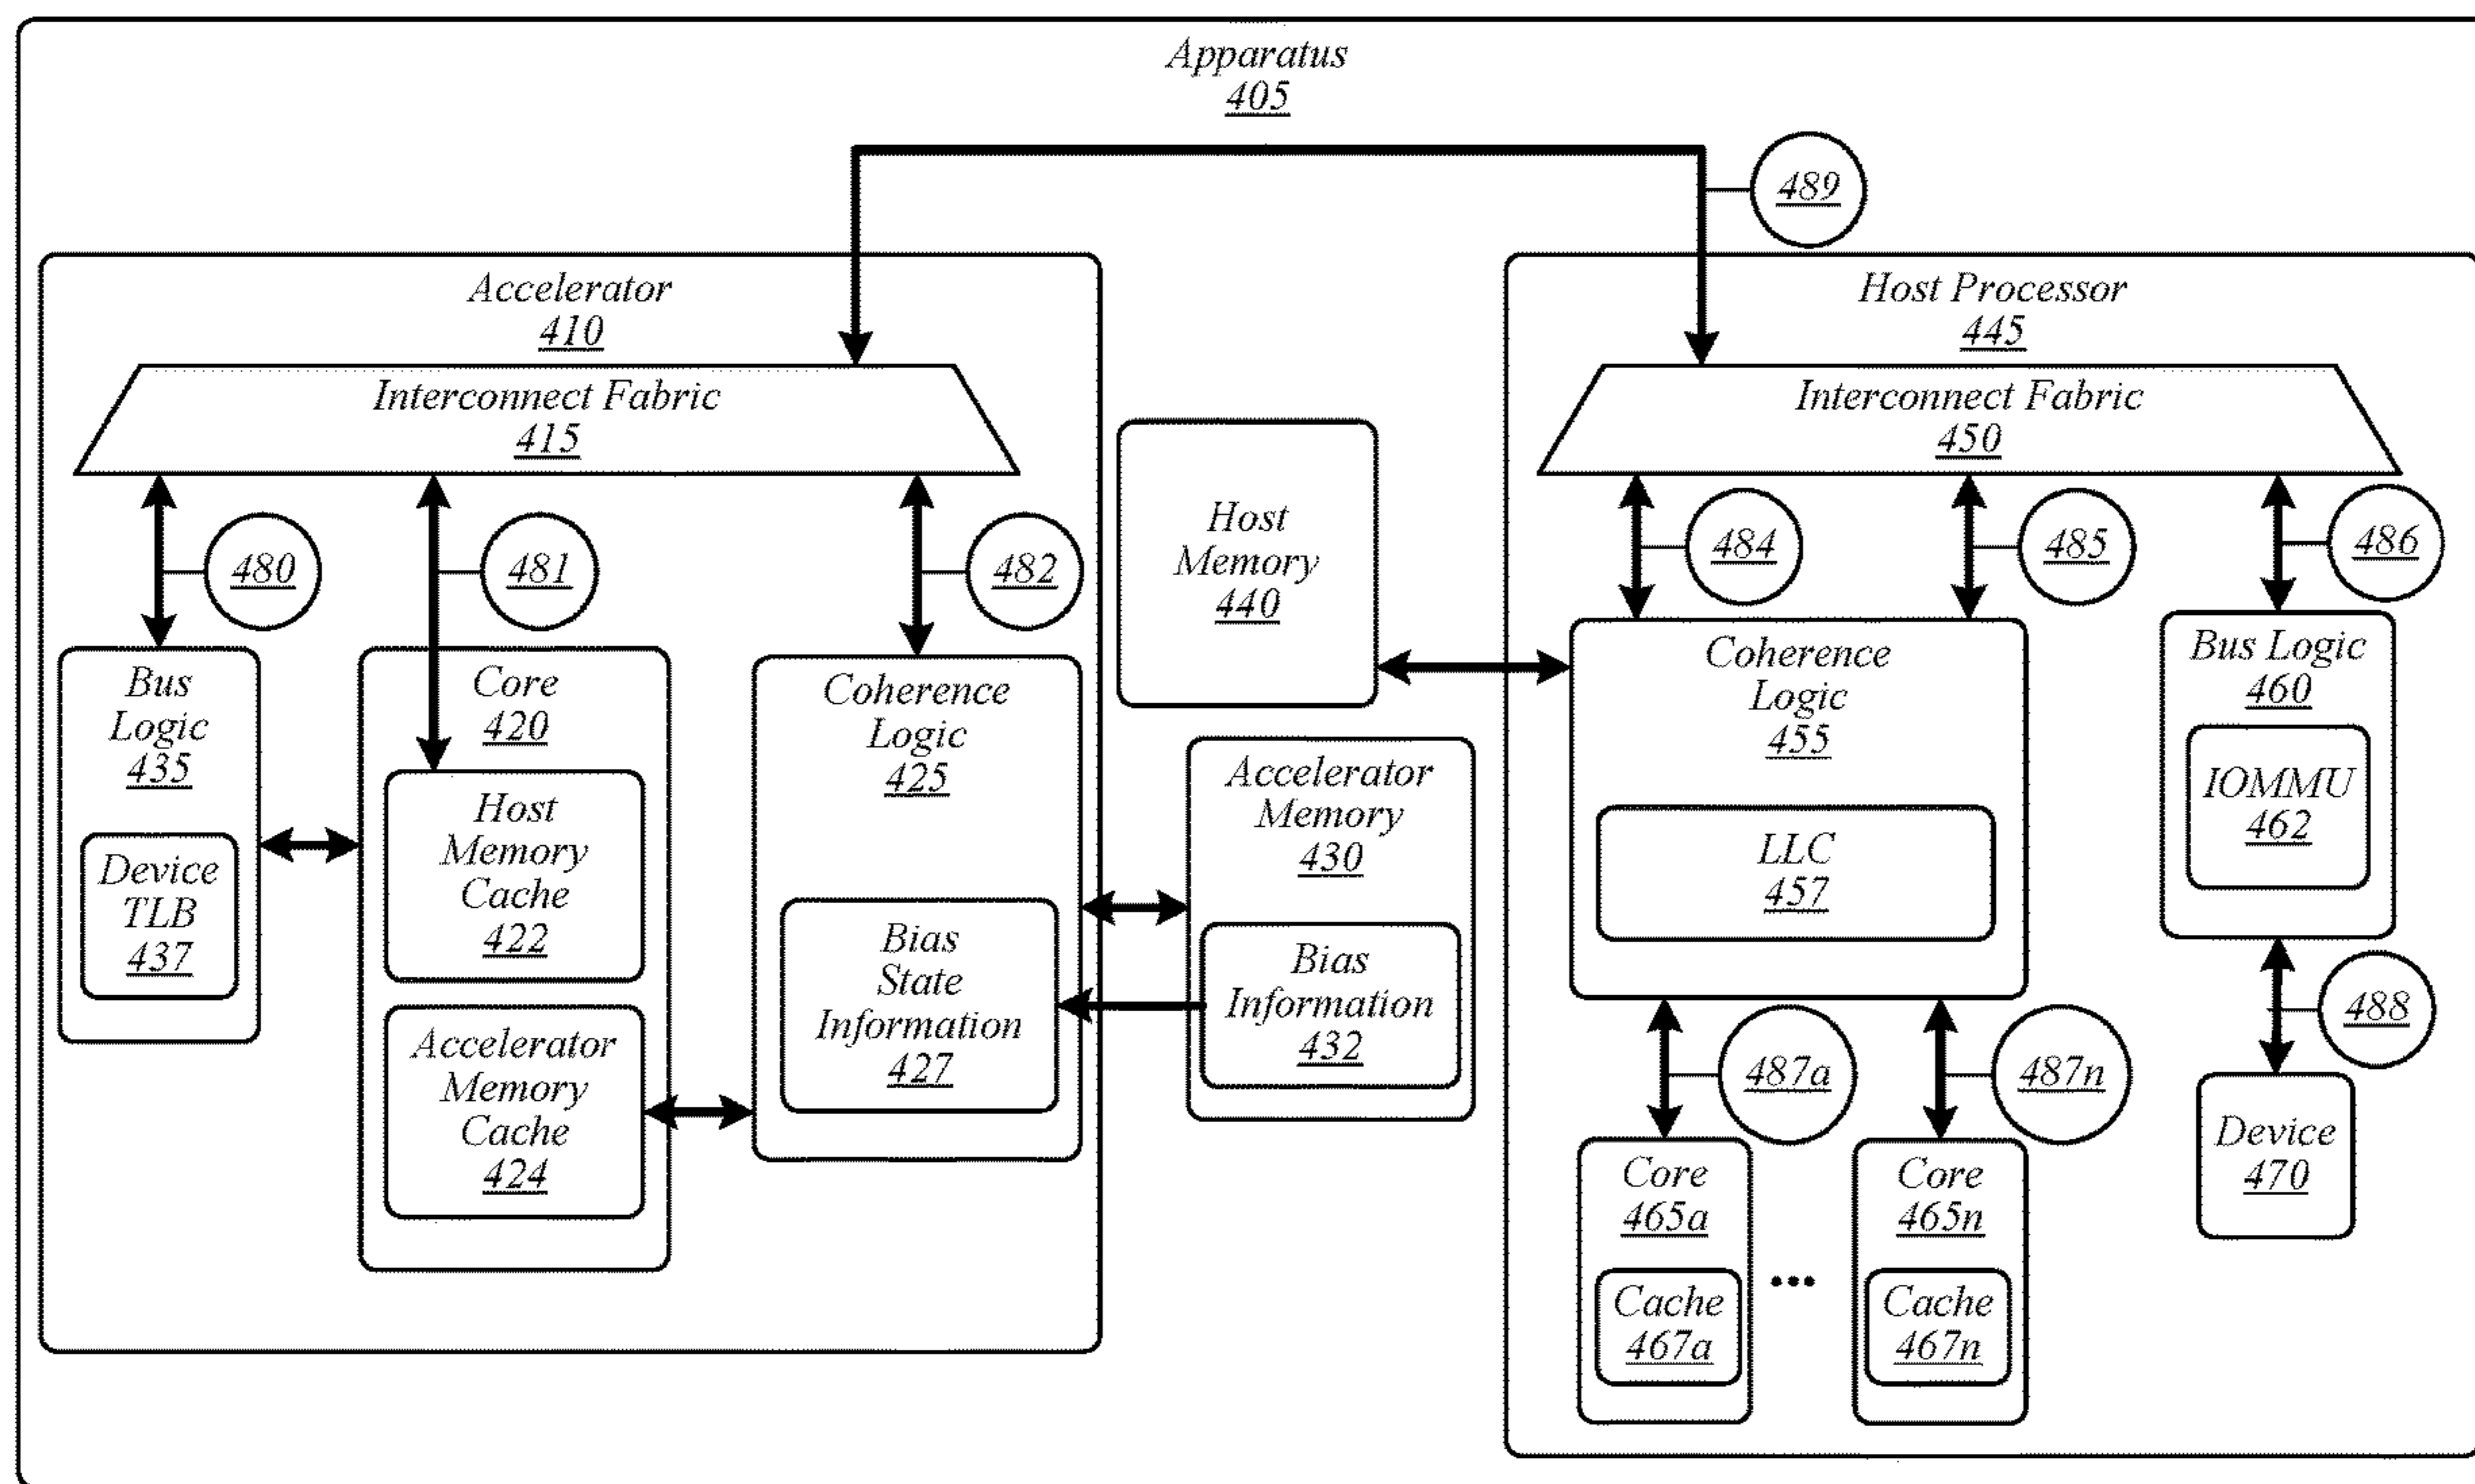 Apparatus
405
489
Accelerator
410
Interconnect Fabric
415
480
481
482
Bus
Logic
435
Device
TLB
437
Core
420
Host
Memory
Cache
422
Accelerator
Memory
Cache
424
Coherence
Logic
425
Bias
State
Information
427
Host
Memory
440
Accelerator
Memory
430
Bias
Information
432
Host Processor
445
Interconnect Fabric
450
484
485
486
Coherence
Logic
455
LLC
457
Bus Logic
460
IOMMU
462
487a
487n
488
Core
465a
Cache
467a
...
Core
465n
Cache
467n
Device
470